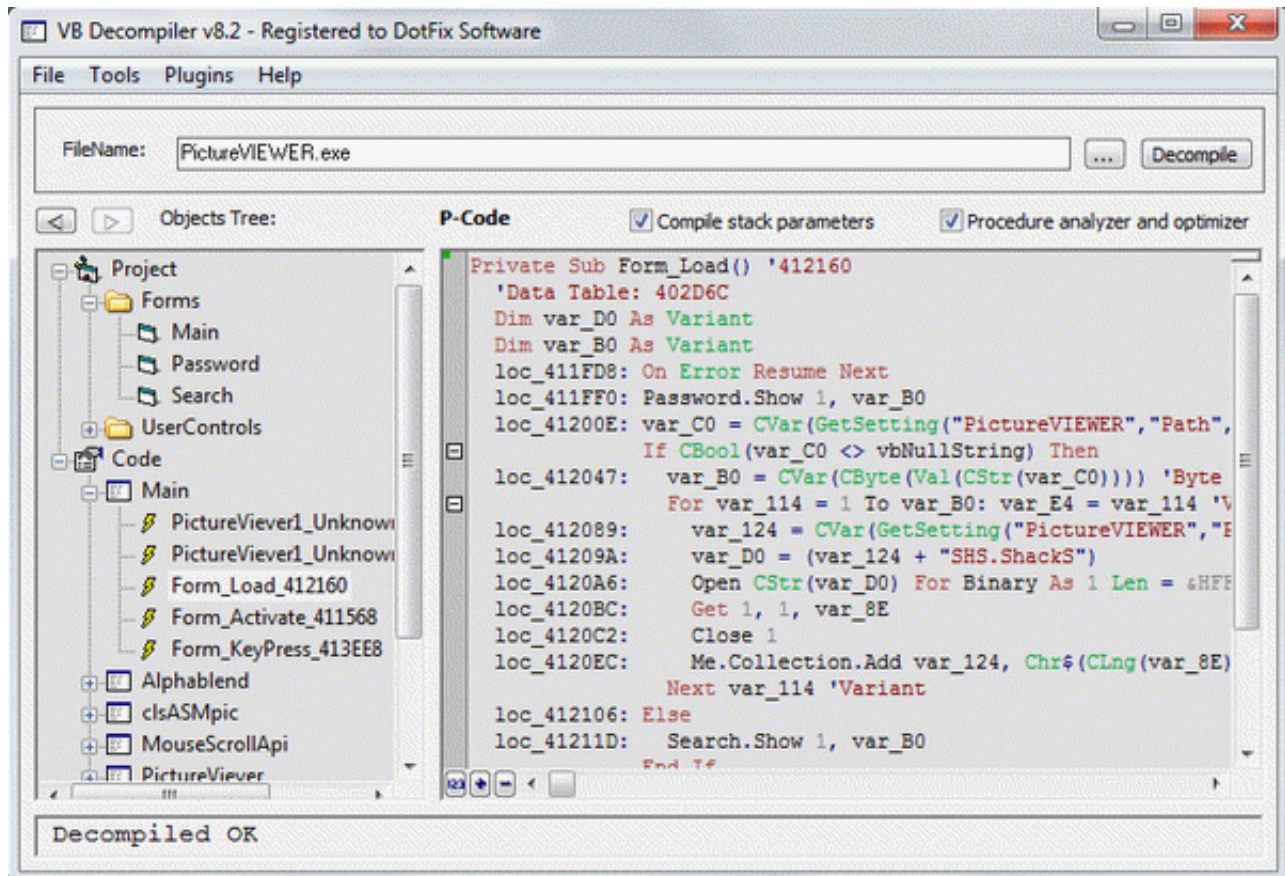 VB Decompiler v8.2 - Registered to DotFix Software
File Tools Plugins Help
FileName: PictureVIEWER.exe ... Decompile
Objects Tree: P-Code Compile stack parameters Procedure analyzer and optimizer
Project
Forms
Main
Password
Search
UserControls
Code
Main
PictureViever1_Unknow
PictureViever1_Unknow
Form_Load_412160
Form_Activate_411568
Form_KeyPress_413EE8
Alphablend
clsASMpic
MouseScrollApi
PictureViever
Private Sub Form_Load() '412160
'Data Table: 402D6C
Dim var_D0 As Variant
Dim var_B0 As Variant
loc_411FD8: On Error Resume Next
loc_411FF0: Password.Show 1, var_B0
loc_41200E: var_C0 = CVar(GetSetting("PictureVIEWER","Path",
If CBool(var_C0 <> vbNullString) Then
loc_412047: var_B0 = CVar(CByte(Val(CStr(var_C0)))) 'Byte
For var_114 = 1 To var_B0: var_E4 = var_114 'V
loc_412089: var_124 = CVar(GetSetting("PictureVIEWER","
loc_41209A: var_D0 = (var_124 + "SHS.ShackS")
loc_4120A6: Open CStr(var_D0) For Binary As 1 Len =
loc_4120BC: Get 1, 1, var_8E
loc_4120C2: Close 1
loc_4120EC: Me.Collection.Add var_124, Chr$(CLng(var_8E)
Next var_114 'Variant
loc_412106: Else
loc_41211D: Search.Show 1, var_B0
End If
123 + -
Decompiled OK